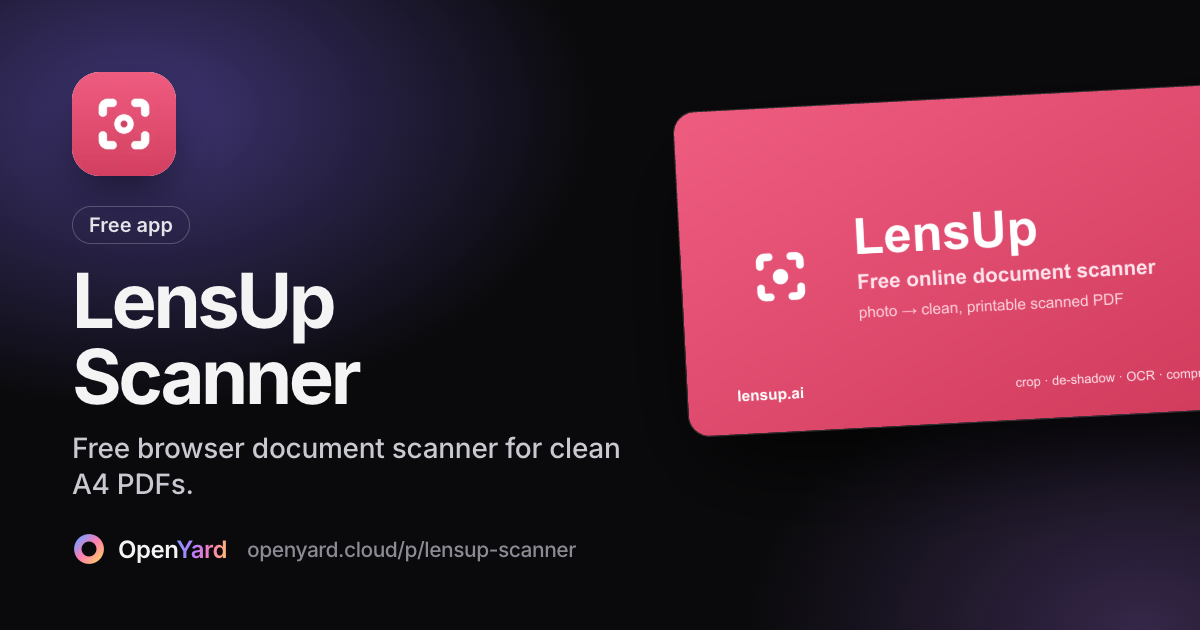 Free app
LensUp
Scanner
Free browser document scanner for clean
A4 PDFs.
OpenYard openyard.cloud/p/lensup-scanner
LensUp
Free online document scanner
photo → clean, printable scanned PDF
lensup.ai
crop · de-shadow · OCR ·